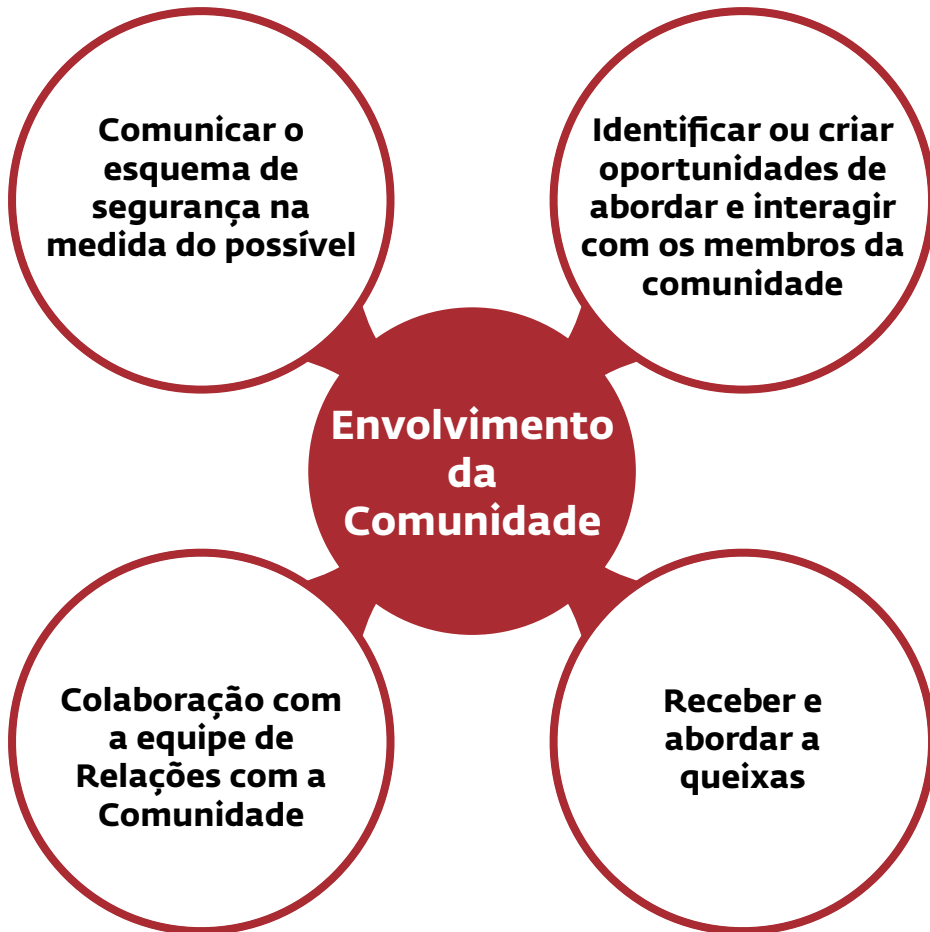 Comunicar o
esquema de
segurança na
medida do possível
Identificar ou criar
oportunidades de
abordar e interagir
com os membros da
comunidade
Envolvimento
da
Comunidade
Colaboração com
a equipe de
Relações com a
Comunidade
Receber e
abordar a
queixas